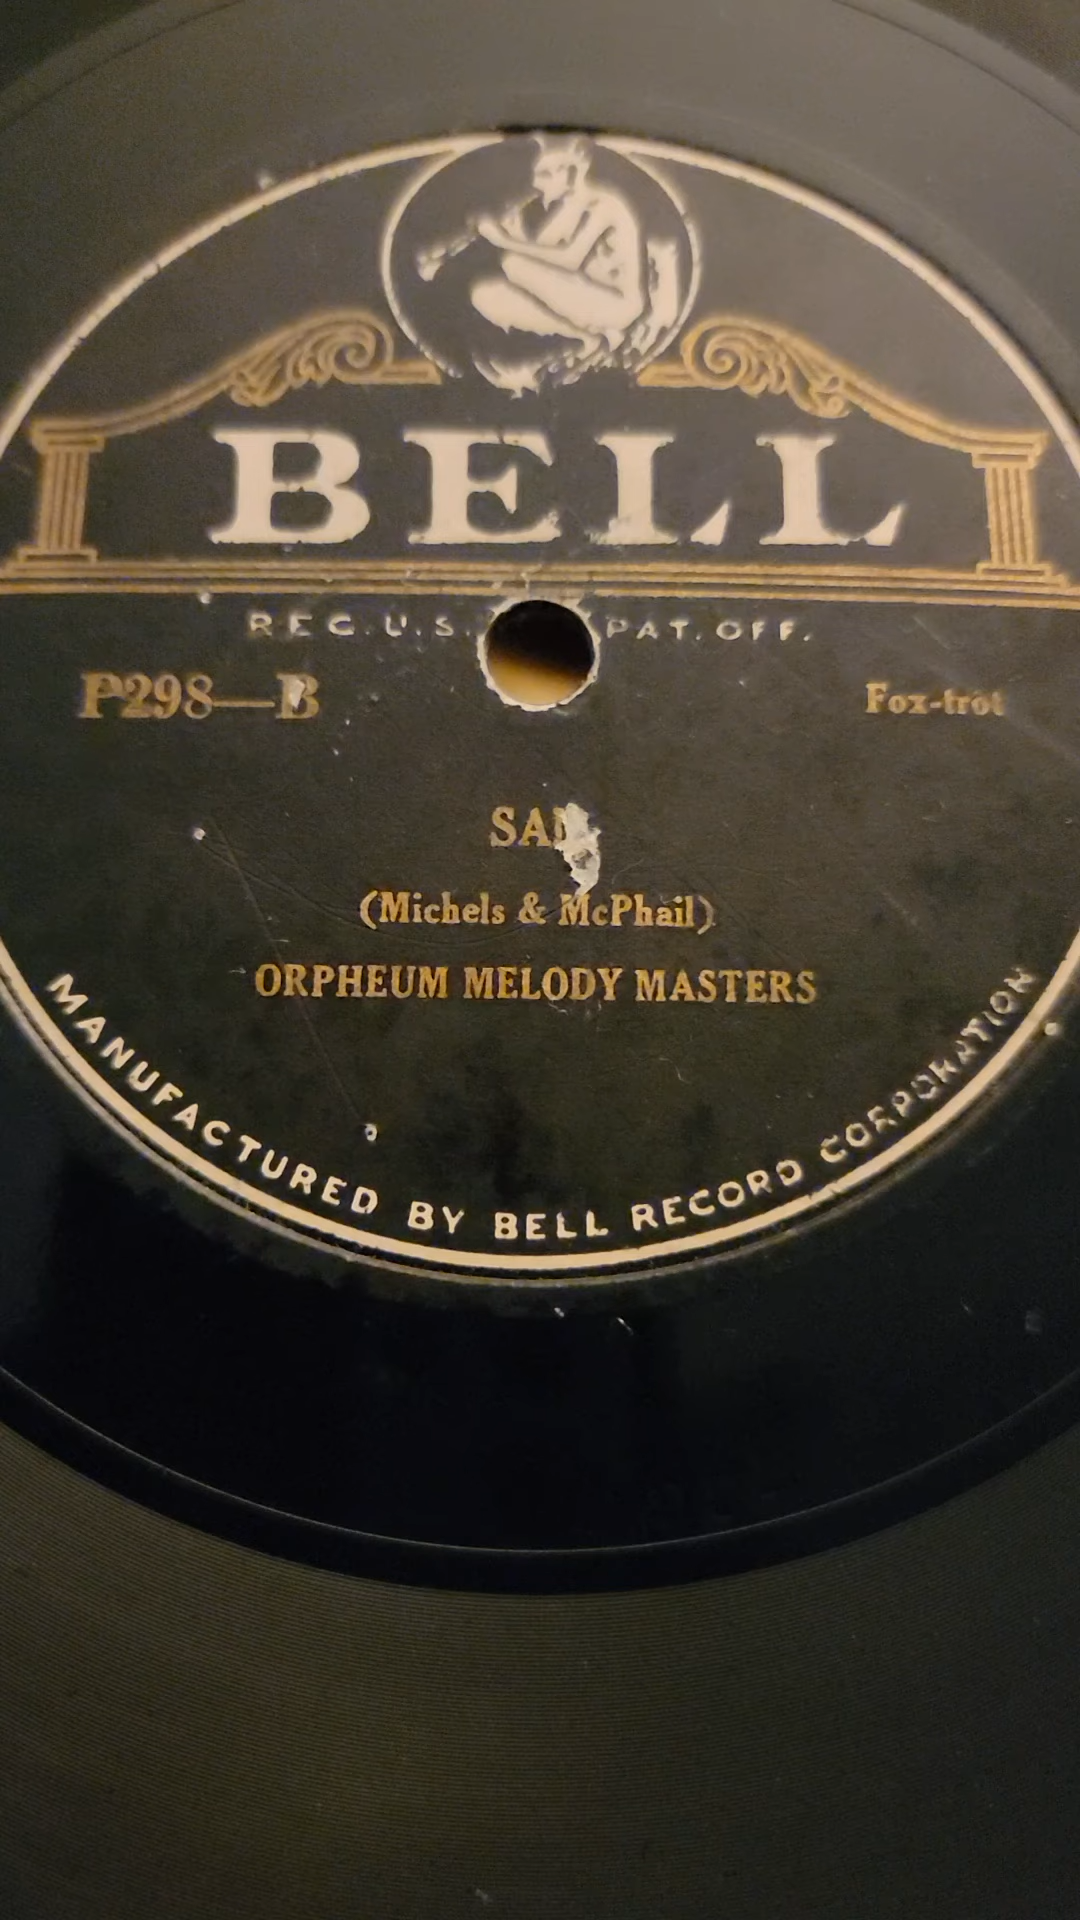 BELL
REG. U.S. PAT. OFF.
P298—B Fox-trot
(Michels & McPhail)
ORPHEUM MELODY MASTERS
MANUFACTURED BY BELL RECORD CORPORATION